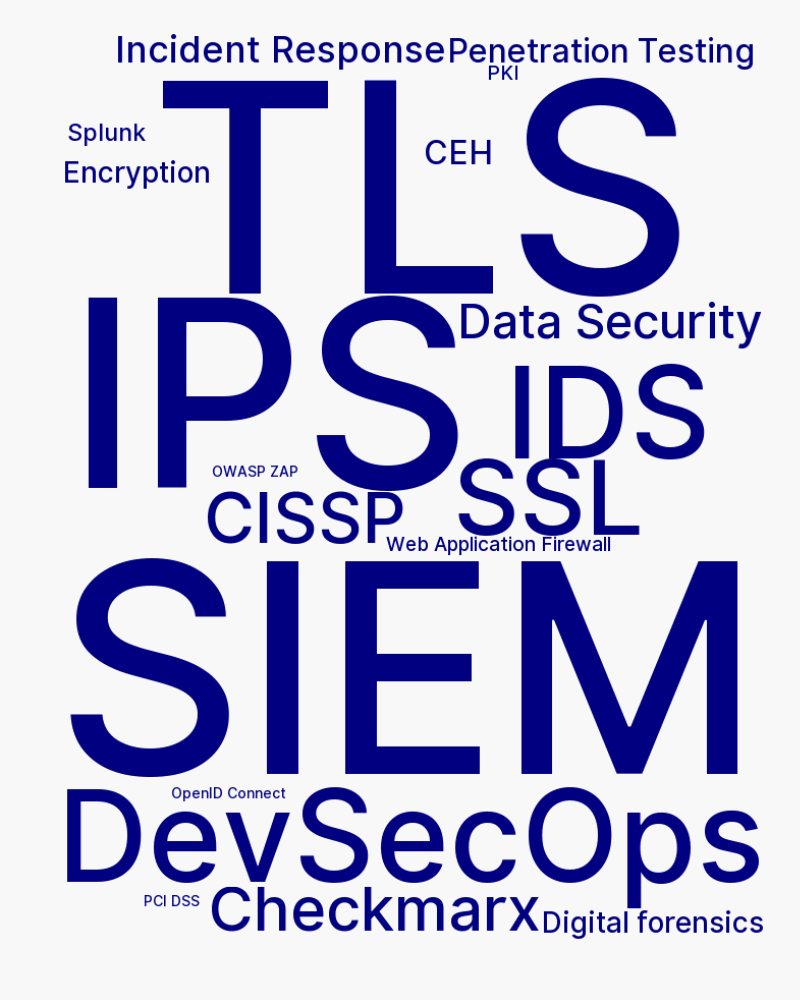 Incident Response
Penetration Testing
PKI
TLS
Splunk
CEH
Encryption
IPS
Data Security
IDS
OWASP ZAP
SSL
CISSP
Web Application Firewall
SIEM
OpenID Connect
DevSecOps
PCI DSS
Checkmarx
Digital forensics